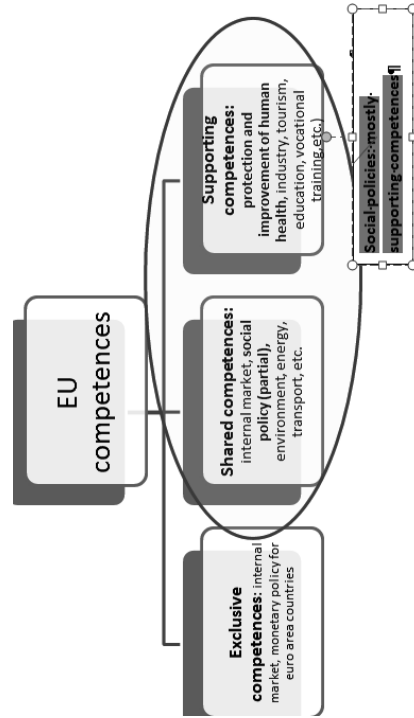 EU
competences
Exclusive
competences: internal
market, monetary policy for
euro area countries
Shared competences:
internal market, social
policy (partial),
environment, energy,
transport, etc.
Supporting
competences:
protection and
improvement of human
health, industry, tourism,
education, vocational
training,etc.)
Social·policies:·mostly·
supporting·competences¶